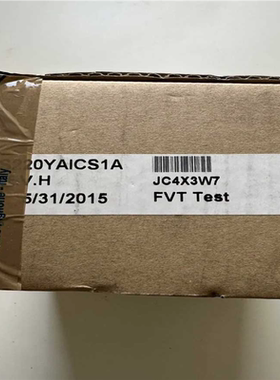 20YAICS1A
V.H
5/31/2015
JC4X3W7
FVT Test